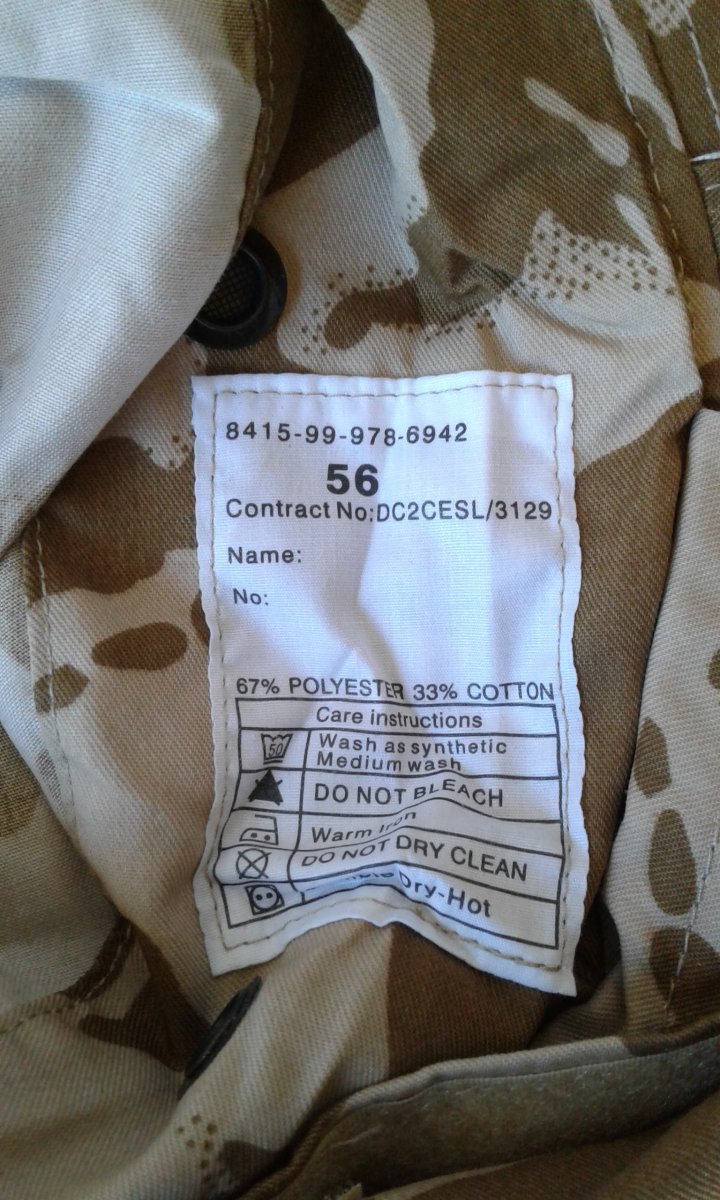 8415-99-978-6942
56
Contract No:DC2CESL/3129
Name:
No:
67% POLYESTER 33% COTTON
Care instructions
50
Wash as synthetic
Medium wash
DO NOT BLEACH
Warm Iron
DO NOT DRY CLEAN
Dry-Hot